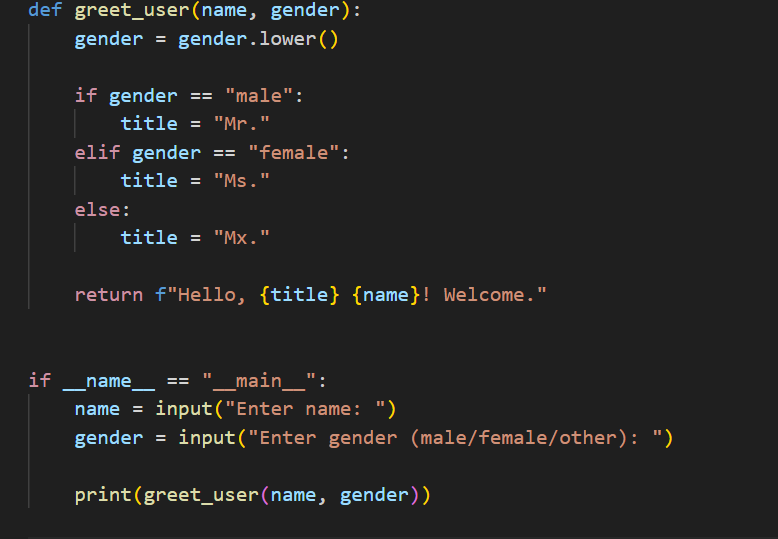 def greet_user(name, gender):
    gender = gender.lower()

    if gender == "male":
        title = "Mr."
    elif gender == "female":
        title = "Ms."
    else:
        title = "Mx."

    return f"Hello, {title} {name}! Welcome."


if __name__ == "__main__":
    name = input("Enter name: ")
    gender = input("Enter gender (male/female/other): ")

    print(greet_user(name, gender))